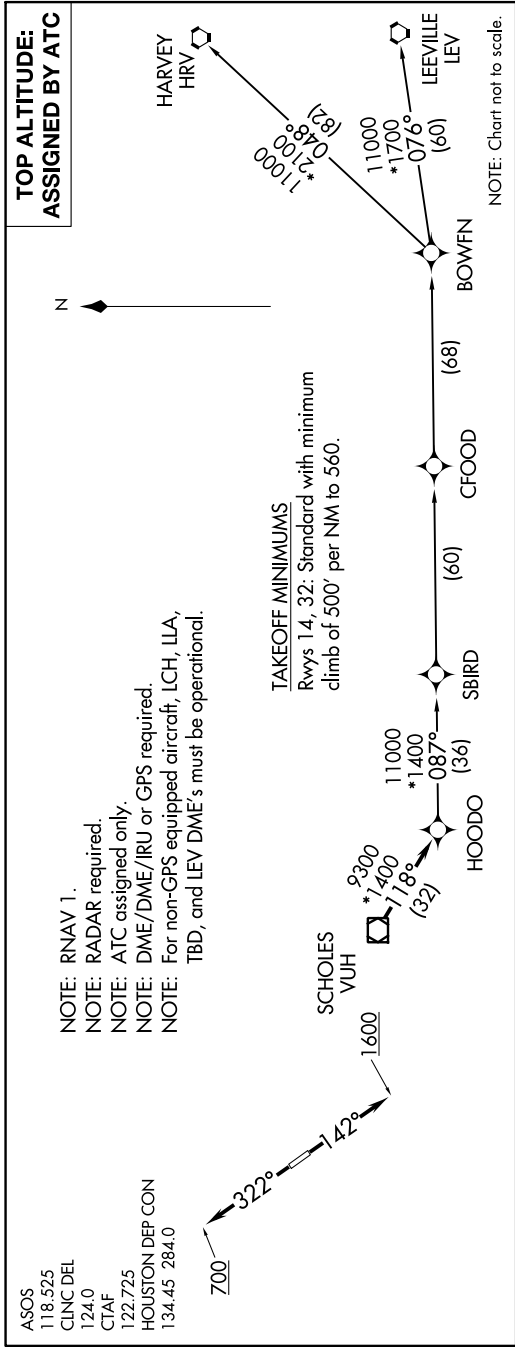 TOP ALTITUDE:
ASSIGNED BY ATC
ASOS
118.525
CLNC DEL
124.0
CTAF
122.725
HOUSTON DEP CON
134.45 284.0
NOTE: RNAV 1.
NOTE: RADAR required.
NOTE: ATC assigned only.
NOTE: DME/DME/IRU or GPS required.
NOTE: For non-GPS equipped aircraft, LCH, LLA,
TBD, and LEV DME's must be operational.
N
HARVEY
HRV
11000
*2100
048°
(82)
LEEVILLE
LEV
11000
*1700
076°
(60)
TAKEOFF MINIMUMS
Rwys 14, 32: Standard with minimum
climb of 500' per NM to 560.
700
322°
142°
1600
SCHOLES
VUH
9300
*1400
118°
(32)
HOODO
11000
*1400
087°
(36)
SBIRD
(60)
CFOOD
(68)
BOWFN
NOTE: Chart not to scale.